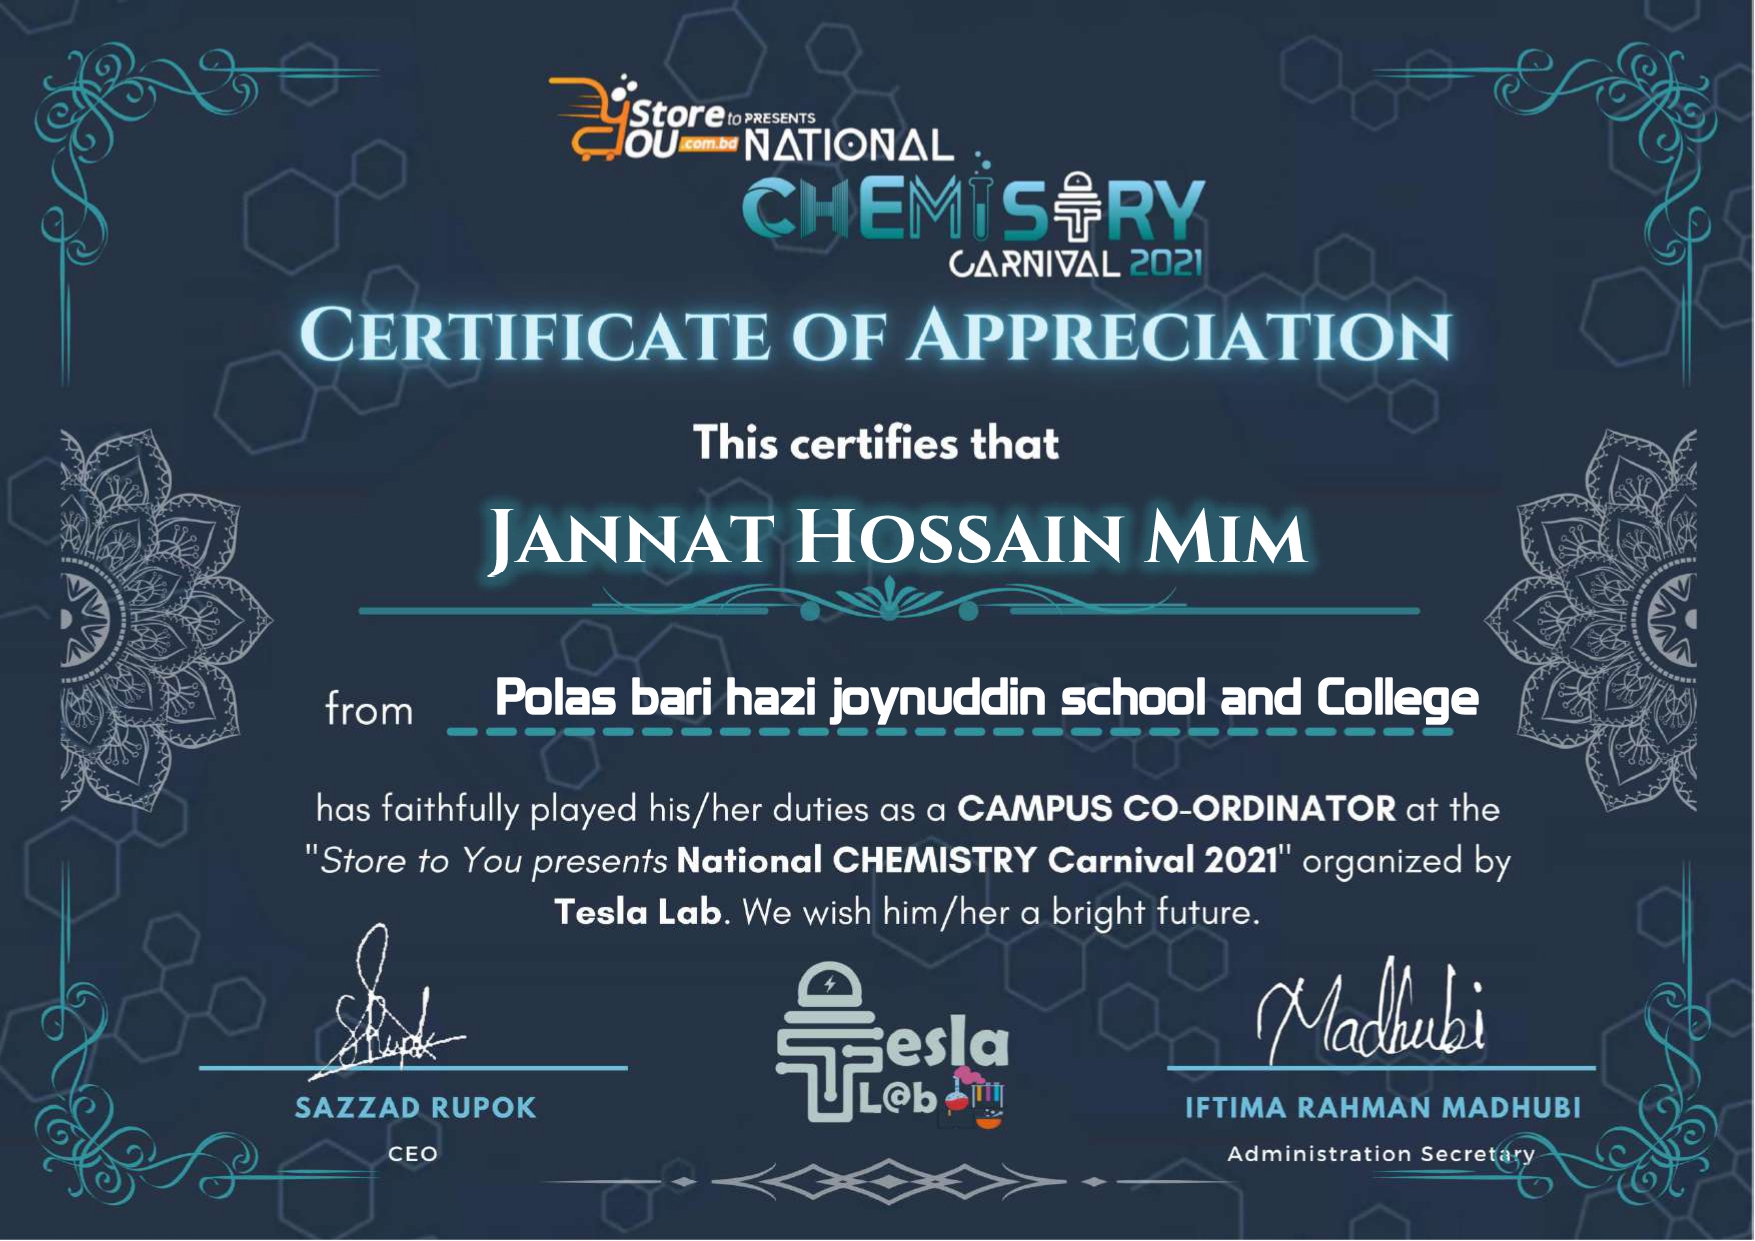 Store to PRESENTS
YOU .com.bd NATIONAL
CHEMISTRY
CARNIVAL 2021
CERTIFICATE OF APPRECIATION
This certifies that
JANNAT HOSSAIN MIM
from Polas bari hazi joynuddin school and College
has faithfully played his/her duties as a CAMPUS CO-ORDINATOR at the
"Store to You presents National CHEMISTRY Carnival 2021" organized by
Tesla Lab. We wish him/her a bright future.
Rupok
Madhubi
Tesla
L@b
SAZZAD RUPOK
IFTIMA RAHMAN MADHUBI
CEO
Administration Secretary